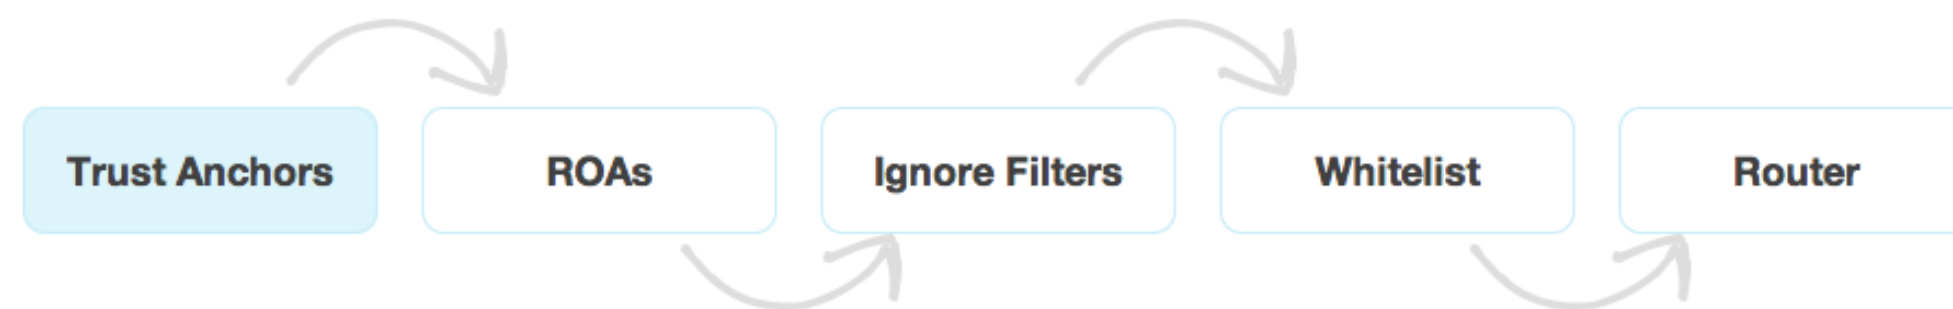 Trust Anchors
ROAs
Ignore Filters
Whitelist
Router